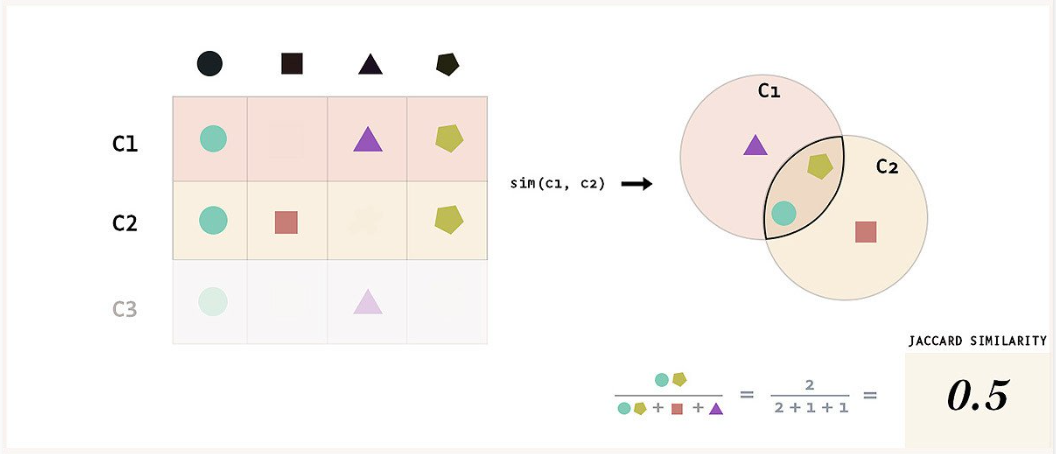 C1
C2
C3
sim(c1, c2)
C1
C2
JACCARD SIMILARITY
+ +
= 2 =
2+1+1
0.5